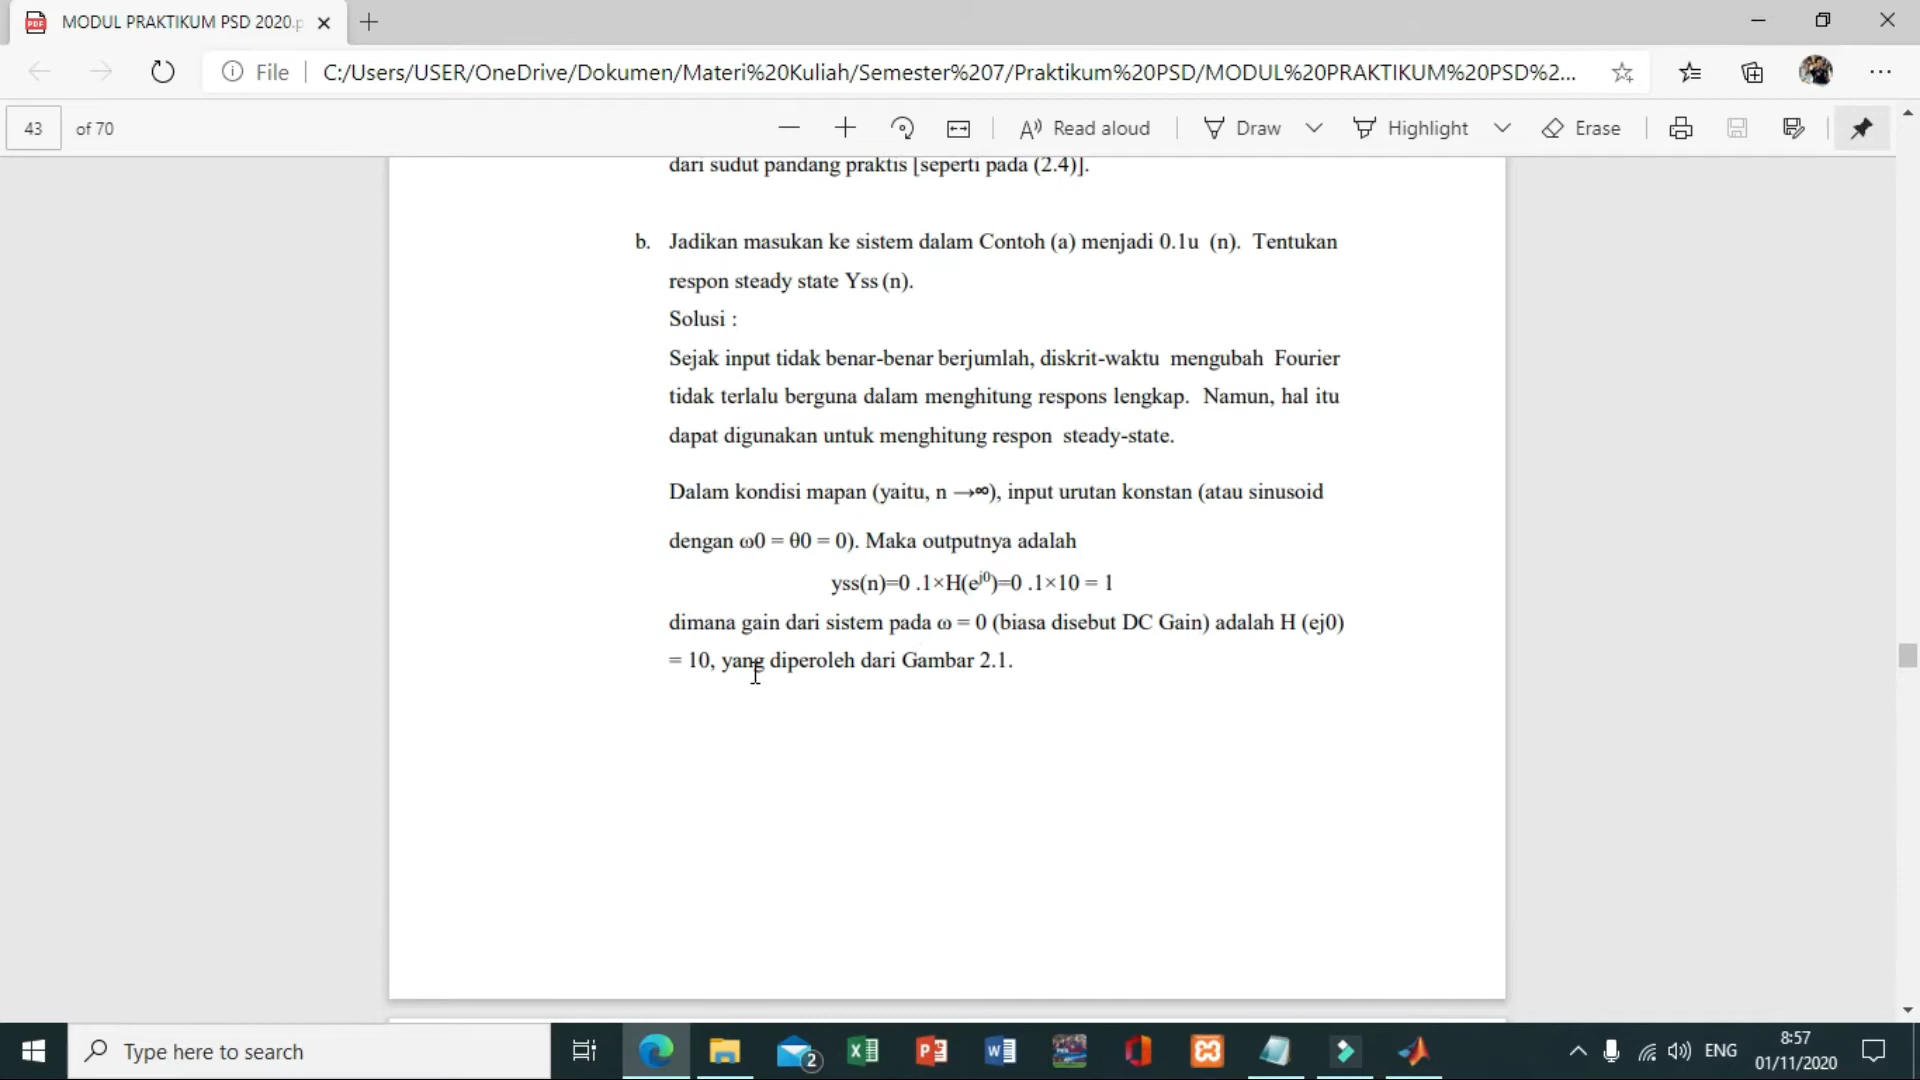 MODUL PRAKTIKUM PSD 2020.p
File
C:/Users/USER/OneDrive/Dokumen/Materi%20Kuliah/Semester%207/Praktikum%20PSD/MODUL%20PRAKTIKUM%20PSD%2...
43 of 70
Read aloud
Draw
Highlight
Erase
dari sudut pandang praktis [seperti pada (2.4)].
b. Jadikan masukan ke sistem dalam Contoh (a) menjadi 0.1u (n). Tentukan
respon steady state Yss (n).
Solusi :
Sejak input tidak benar-benar berjumlah, diskrit-waktu mengubah Fourier
tidak terlalu berguna dalam menghitung respons lengkap. Namun, hal itu
dapat digunakan untuk menghitung respon steady-state.
Dalam kondisi mapan (yaitu, n →∞), input urutan konstan (atau sinusoid
dengan ω0 = θ0 = 0). Maka outputnya adalah
yss(n)=0 .1×H(e^j0)=0 .1×10 = 1
dimana gain dari sistem pada ω = 0 (biasa disebut DC Gain) adalah H (ej0)
= 10, yang diperoleh dari Gambar 2.1.
Type here to search
2
ENG
8:57
01/11/2020